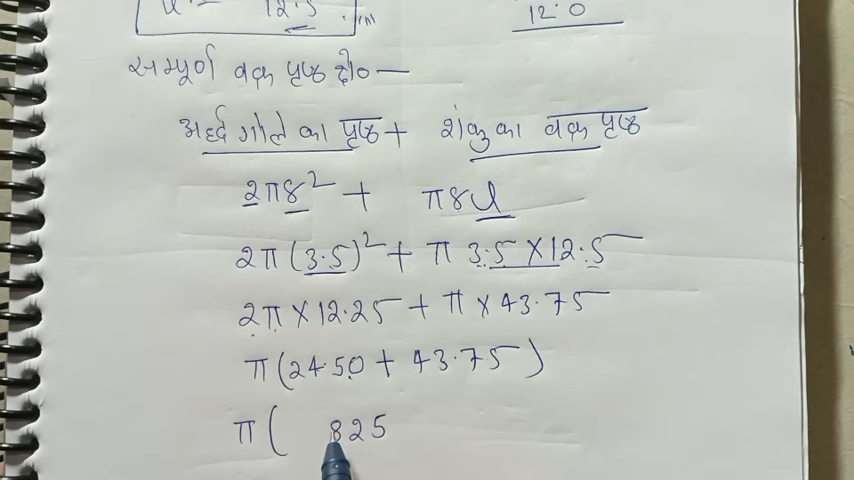 12.5
12.0
सम्पूर्ण वक्र पृष्ठ क्षे० —
अर्द्ध गोले का पृष्ठ + शंकु का वक्र पृष्ठ
2πr² + πrl
2π(3.5)² + π 3.5 × 12.5
2π × 12.25 + π × 43.75
π(24.50 + 43.75)
π( 825